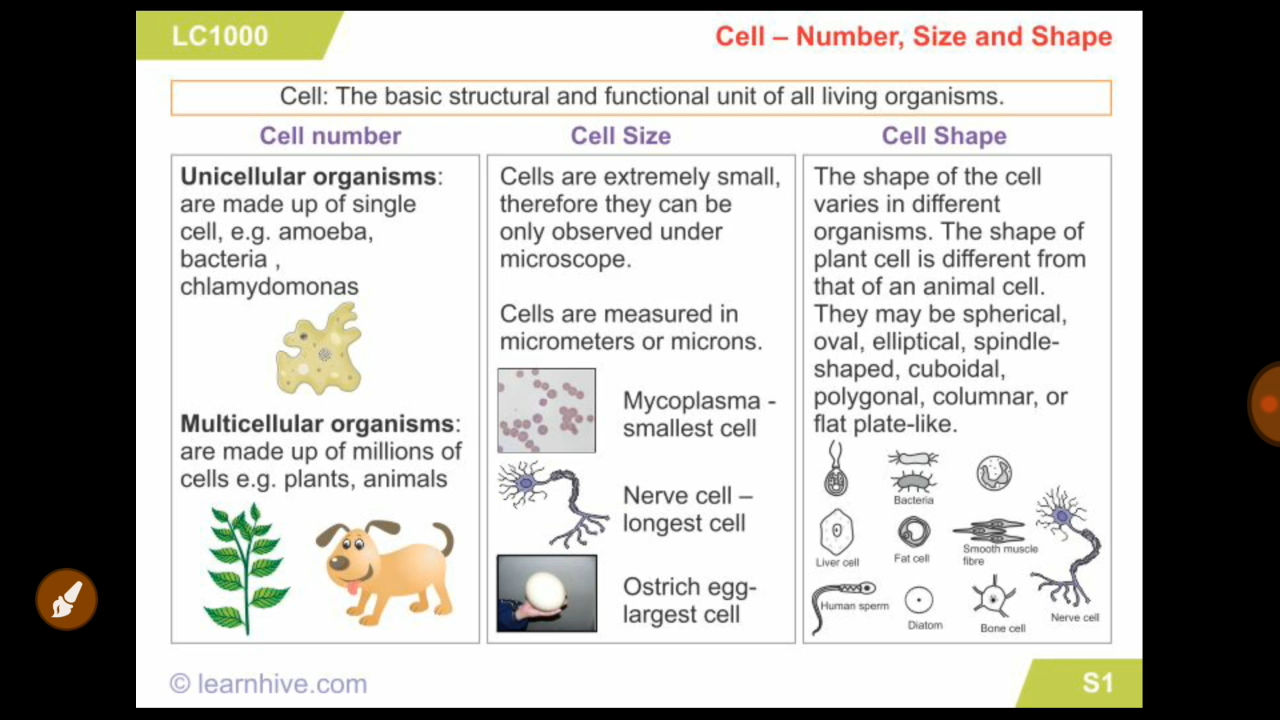 LC1000
Cell – Number, Size and Shape
Cell: The basic structural and functional unit of all living organisms.
Cell number
Unicellular organisms:
are made up of single
cell, e.g. amoeba,
bacteria ,
chlamydomonas
Multicellular organisms:
are made up of millions of
cells e.g. plants, animals
Cell Size
Cells are extremely small,
therefore they can be
only observed under
microscope.
Cells are measured in
micrometers or microns.
Mycoplasma -
smallest cell
Nerve cell –
longest cell
Ostrich egg-
largest cell
Cell Shape
The shape of the cell
varies in different
organisms. The shape of
plant cell is different from
that of an animal cell.
They may be spherical,
oval, elliptical, spindle-
shaped, cuboidal,
polygonal, columnar, or
flat plate-like.
Bacteria
Liver cell
Fat cell
Smooth muscle
fibre
Human sperm
Diatom
Bone cell
Nerve cell
© learnhive.com
S1